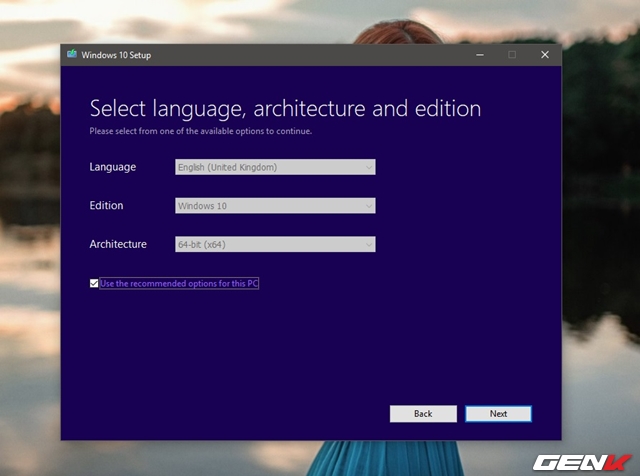 Windows 10 Setup
Select language, architecture and edition
Please select from one of the available options to continue.
Language
English (United Kingdom)
Edition
Windows 10
Architecture
64-bit (x64)
Use the recommended options for this PC
Back
Next
GENK